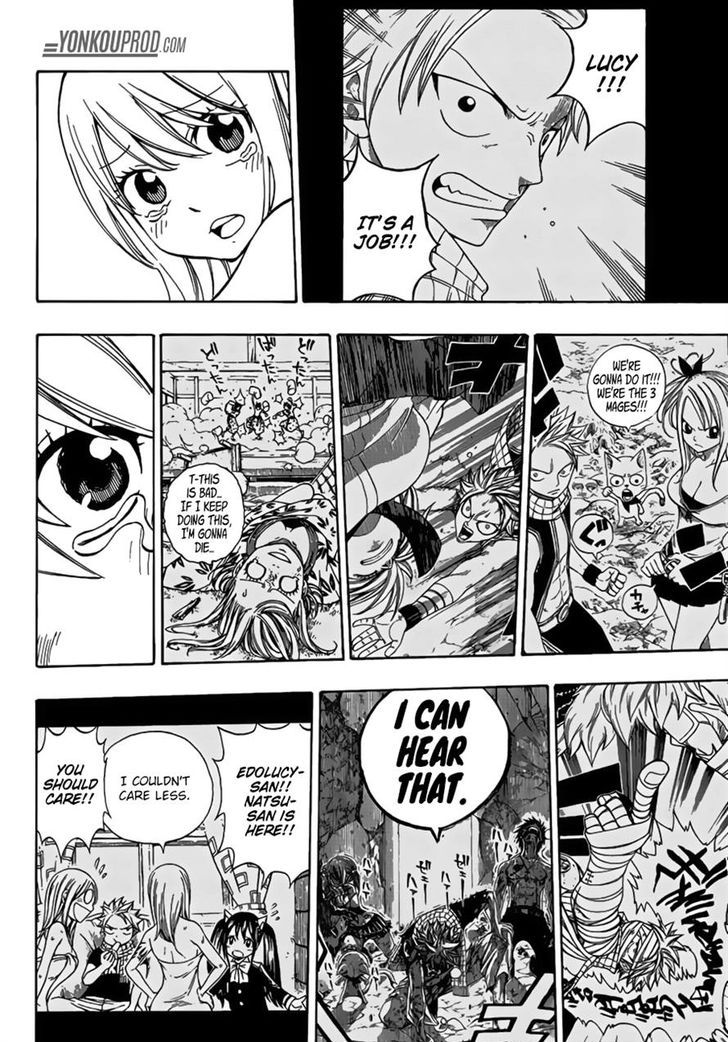 YONKOUPROD.COM
LUCY
!!!
IT'S A
JOB!!!
WE'RE
GONNA DO IT!!!
WE'RE THE 3
MAGES!!!
T-THIS
IS BAD...
IF I KEEP
DOING THIS,
I'M GONNA
DIE...
I CAN
HEAR
THAT.
EDOLUCY-
SAN!!
NATSU-
SAN IS
HERE!!
I COULDN'T
CARE LESS.
YOU
SHOULD
CARE!!